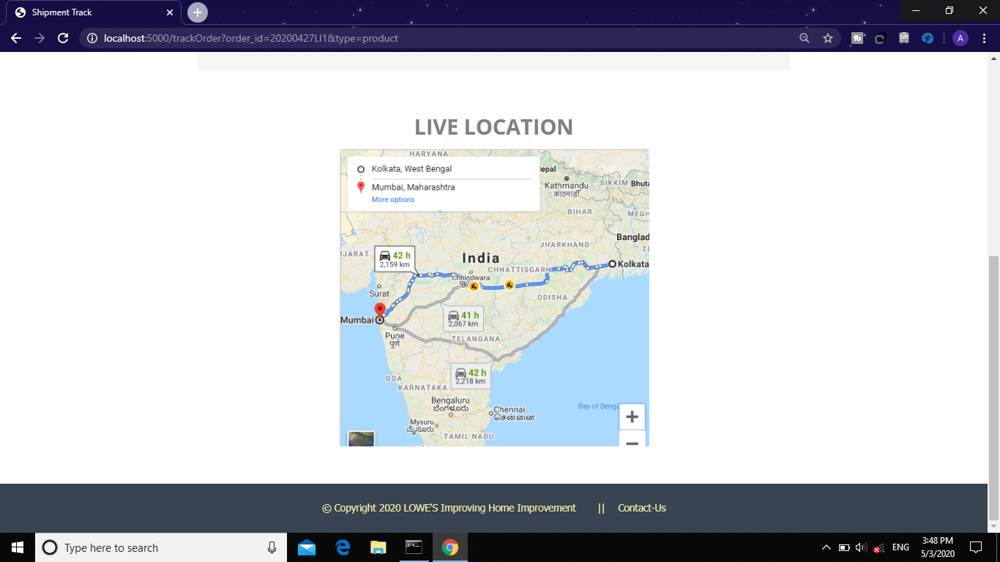 Shipment Track
localhost:5000/trackOrder?order_id=20200427LI1&type=product
A
LIVE LOCATION
HARYANA
Kolkata, West Bengal
Mumbai, Maharashtra
More options
epal
Kathmandu
काठमाडौं
SIKKIM
Bhuta
BIHAR
MEGH
Banglad
JHARKHAND
UJARAT
42 h
2,159 km
India
CHHATTISGARH
Kolkata
Chhindwara
Surat
ODISHA
Mumbai
41 h
2,067 km
Pune
पुणे
TELANGANA
42 h
2,218 km
GOA
KARNATAKA
Bengaluru
ಬೆಂಗಳೂರು
Bay of Benga
Chennai
சென்னை
Mysuru
ಮೈಸೂರು
TAMIL NADU
© Copyright 2020 LOWE'S Improving Home Improvement || Contact-Us
Type here to search
ENG
3:48 PM
5/3/2020